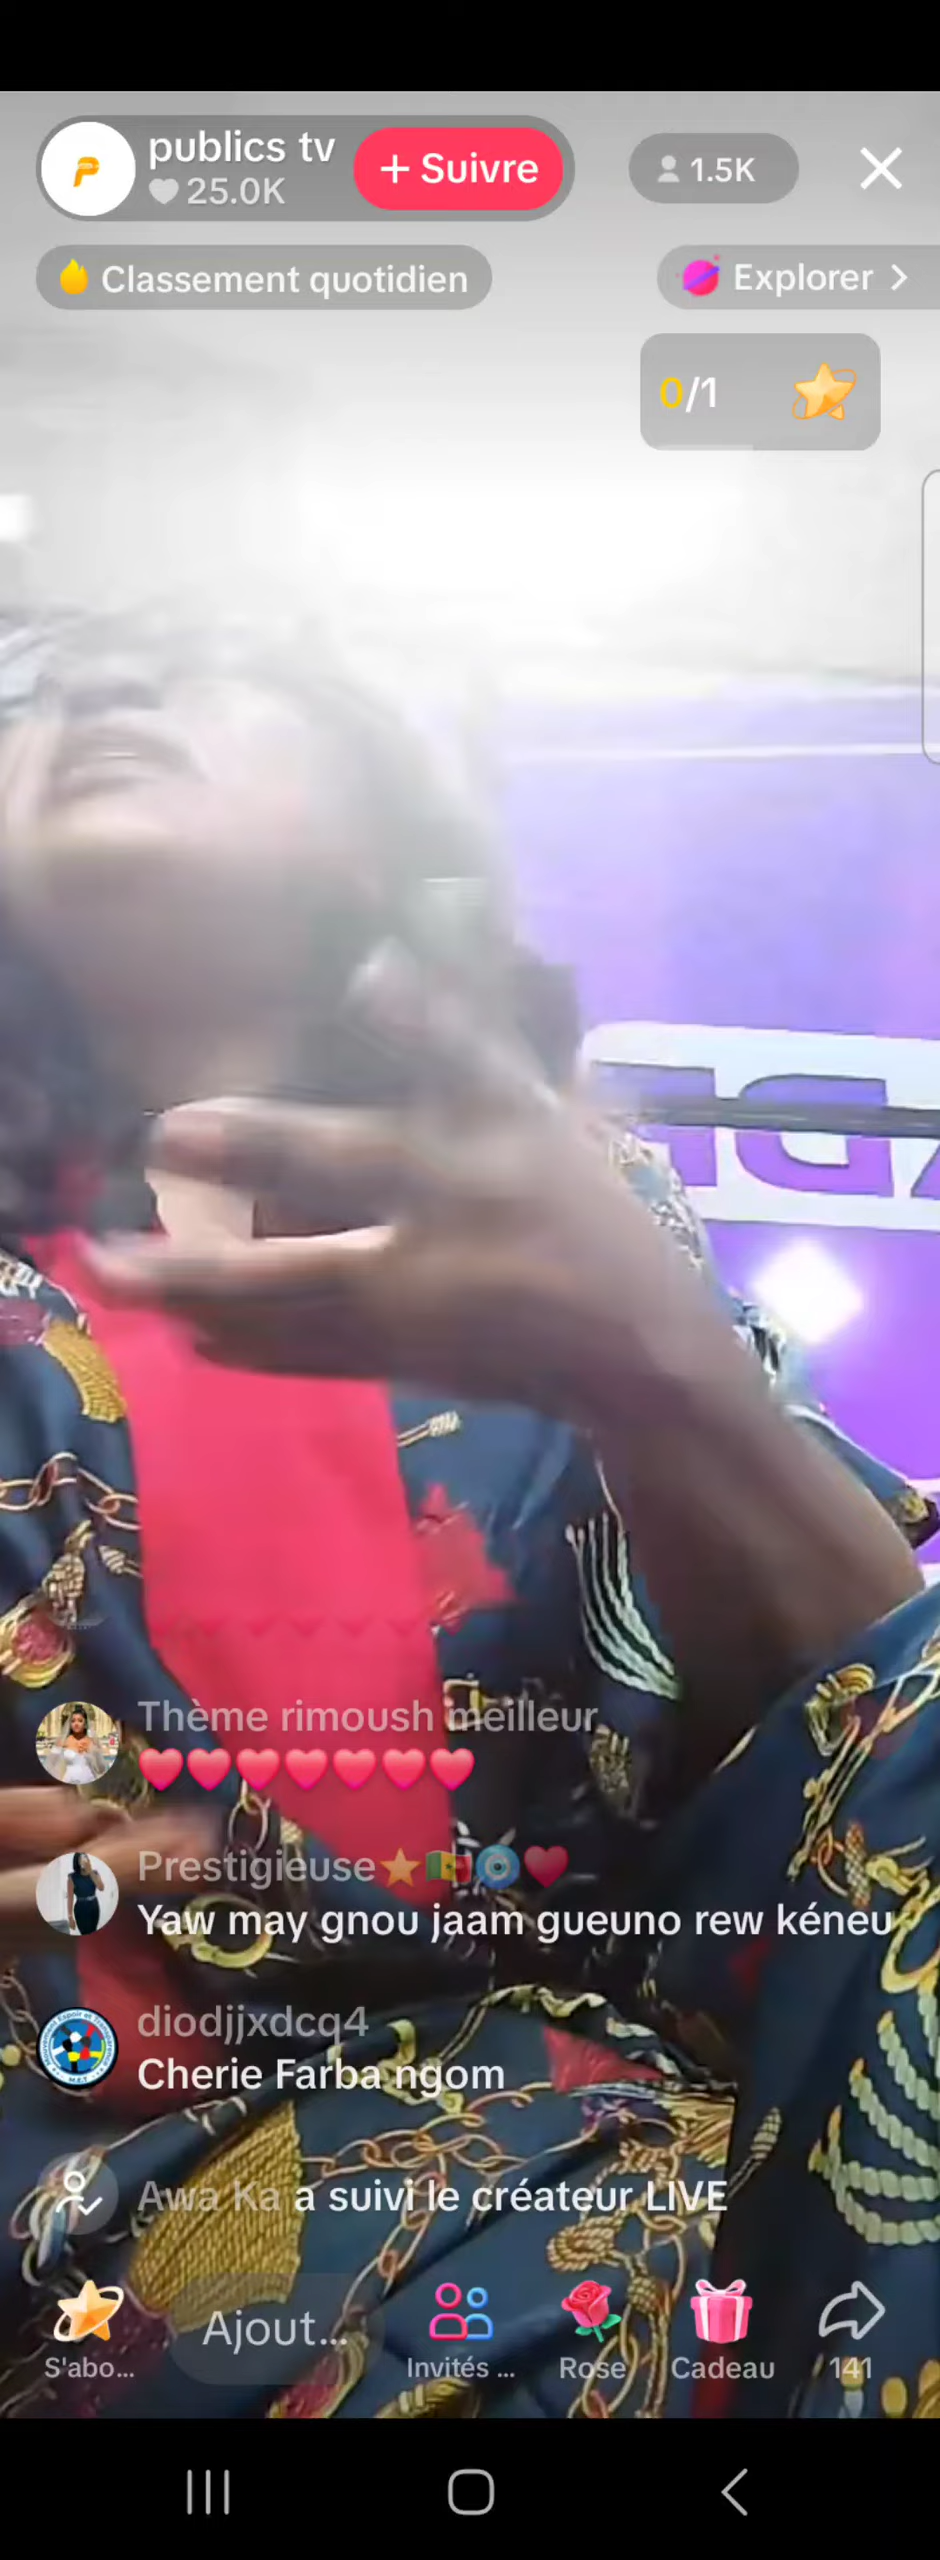 publics tv
25.0K
+ Suivre
1.5K
Classement quotidien
Explorer >
0/1
Thème rimoush meilleur
Prestigieuse
Yaw may gnou jaam gueuno rew kéneu
diodjjxdcq4
Cherie Farba ngom
Awa Ka a suivi le créateur LIVE
S'abo...
Ajout...
Invités ...
Rose
Cadeau
141